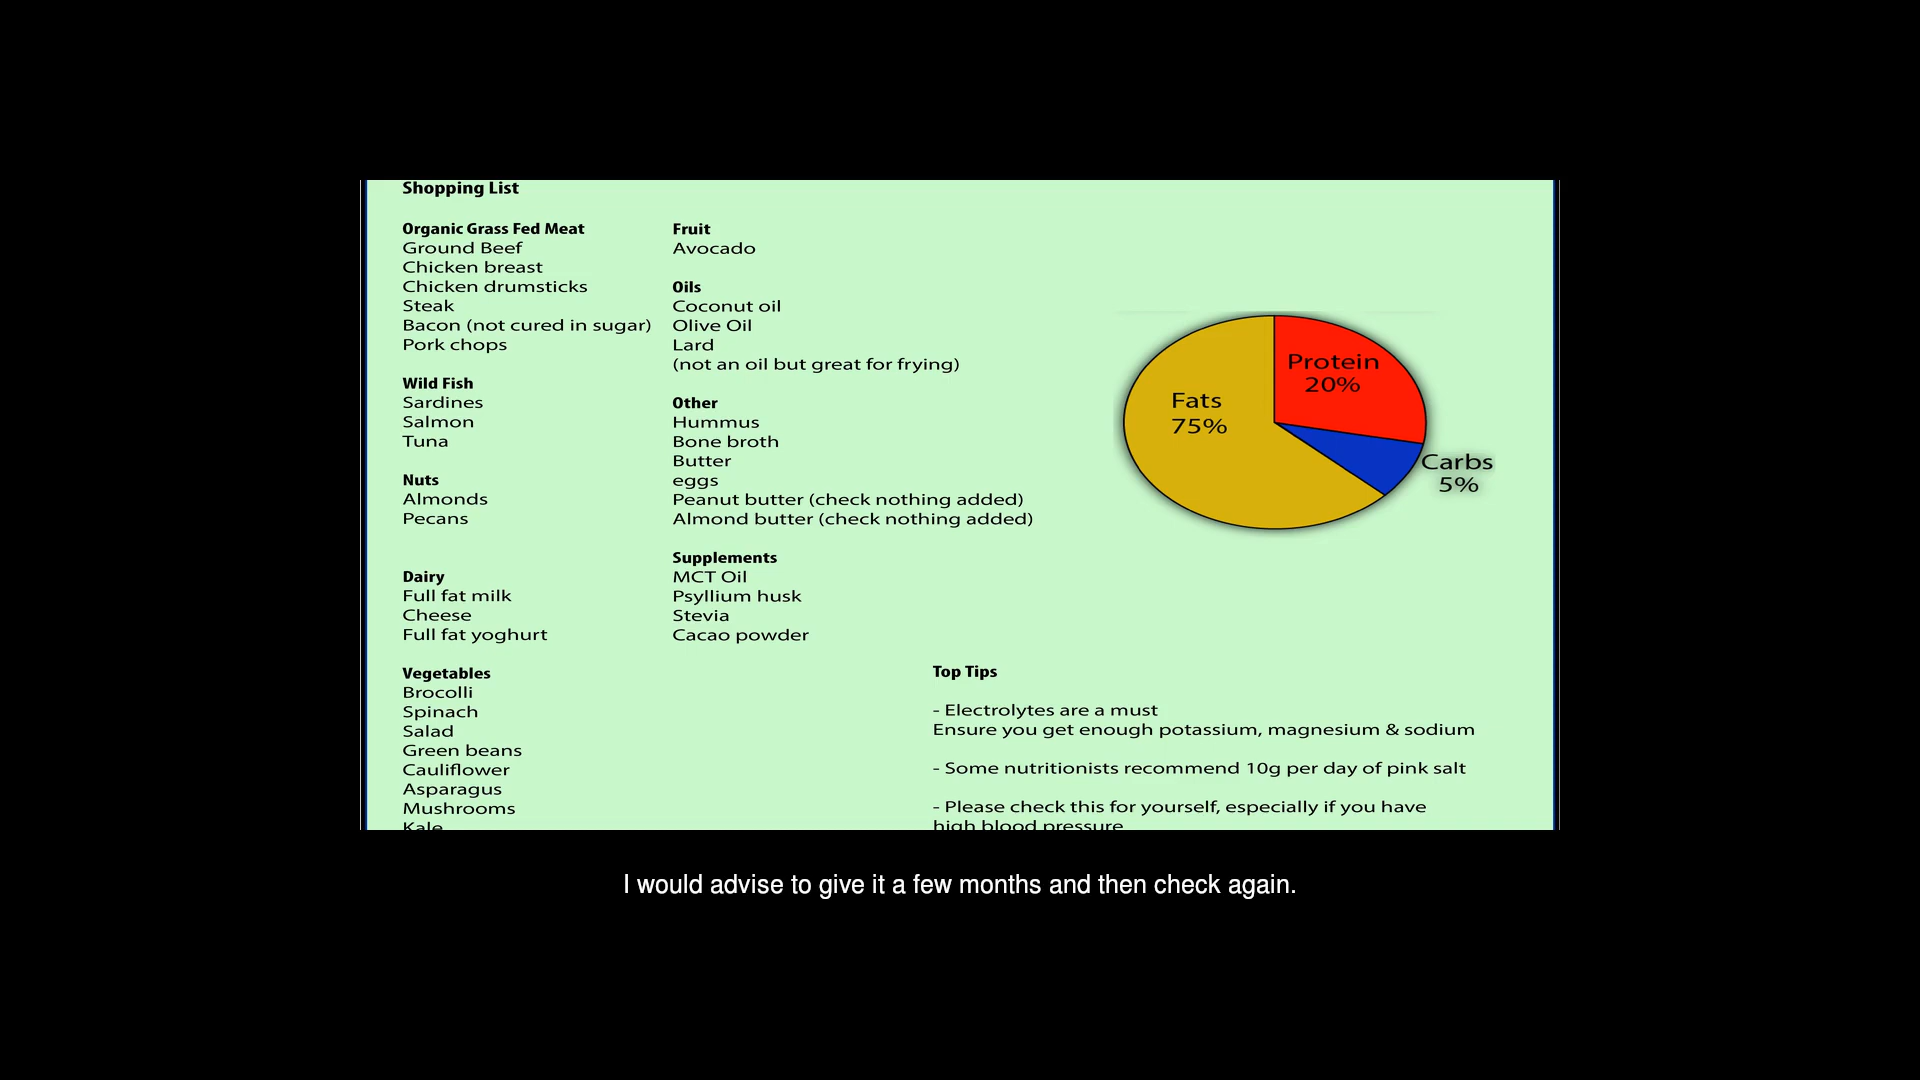 Shopping List
Organic Grass Fed Meat
Ground Beef
Chicken breast
Chicken drumsticks
Steak
Bacon (not cured in sugar)
Pork chops
Wild Fish
Sardines
Salmon
Tuna
Nuts
Almonds
Pecans
Dairy
Full fat milk
Cheese
Full fat yoghurt
Vegetables
Brocolli
Spinach
Salad
Green beans
Cauliflower
Asparagus
Mushrooms
Kale
Fruit
Avocado
Oils
Coconut oil
Olive Oil
Lard
(not an oil but great for frying)
Other
Hummus
Bone broth
Butter
eggs
Peanut butter (check nothing added)
Almond butter (check nothing added)
Supplements
MCT Oil
Psyllium husk
Stevia
Cacao powder
Fats
75%
Protein
20%
Carbs
5%
Top Tips
- Electrolytes are a must
Ensure you get enough potassium, magnesium & sodium
- Some nutritionists recommend 10g per day of pink salt
- Please check this for yourself, especially if you have
high blood pressure
I would advise to give it a few months and then check again.